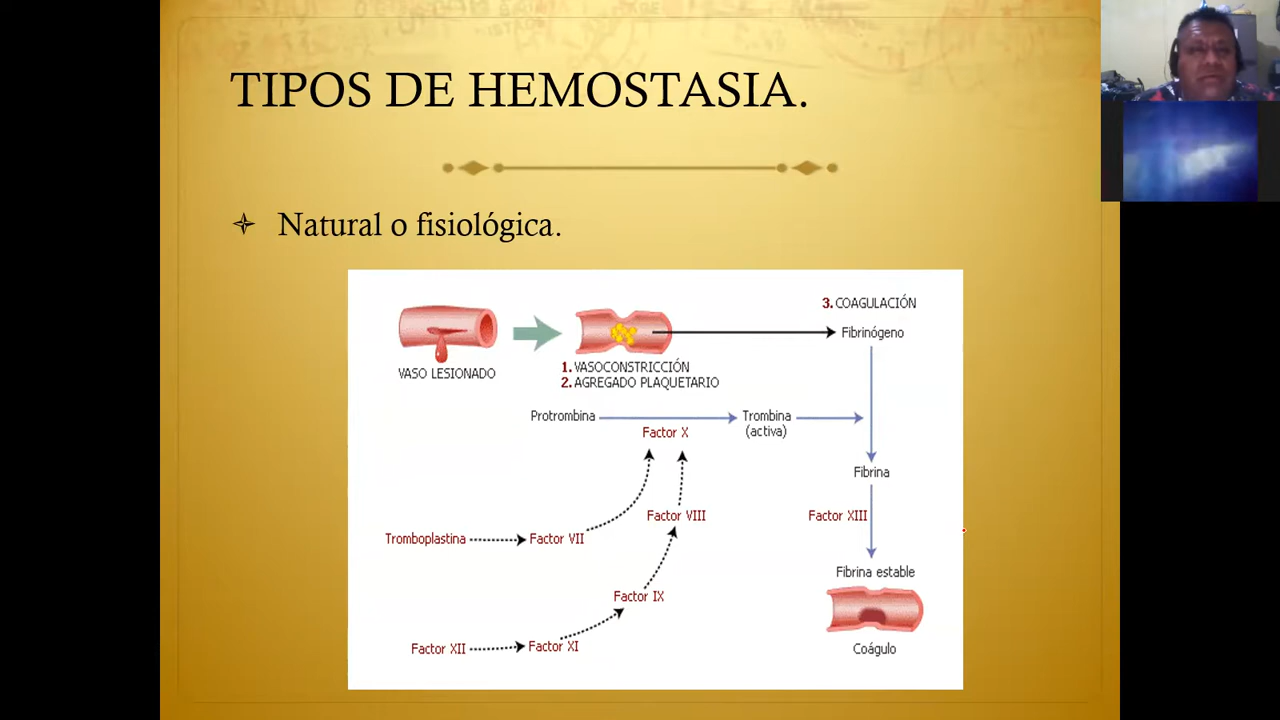 TIPOS DE HEMOSTASIA.
Natural o fisiológica.
3. COAGULACIÓN
Fibrinógeno
VASO LESIONADO
1. VASOCONSTRICCIÓN
2. AGREGADO PLAQUETARIO
Protrombina
Trombina
(activa)
Factor X
Fibrina
Factor VIII
Factor XIII
Tromboplastina
Factor VII
Fibrina estable
Factor IX
Factor XII
Factor XI
Coágulo